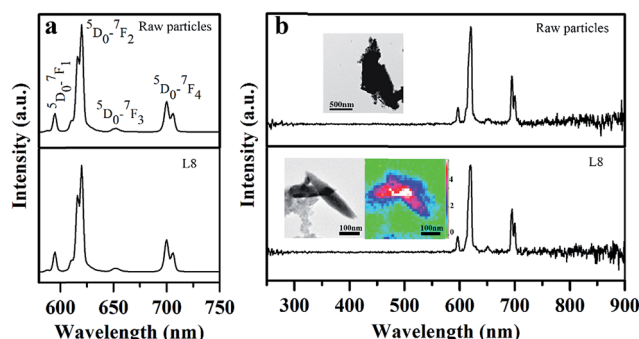 a
Raw particles
⁵D₀-⁷F₁
⁵D₀-⁷F₂
⁵D₀-⁷F₃
⁵D₀-⁷F₄
L8
Intensity (a.u.)
600 650 700 750
Wavelength (nm)
b
Raw particles
500nm
L8
100nm
100nm
4
2
0
Intensity (a.u.)
300 400 500 600 700 800 900
Wavelength (nm)